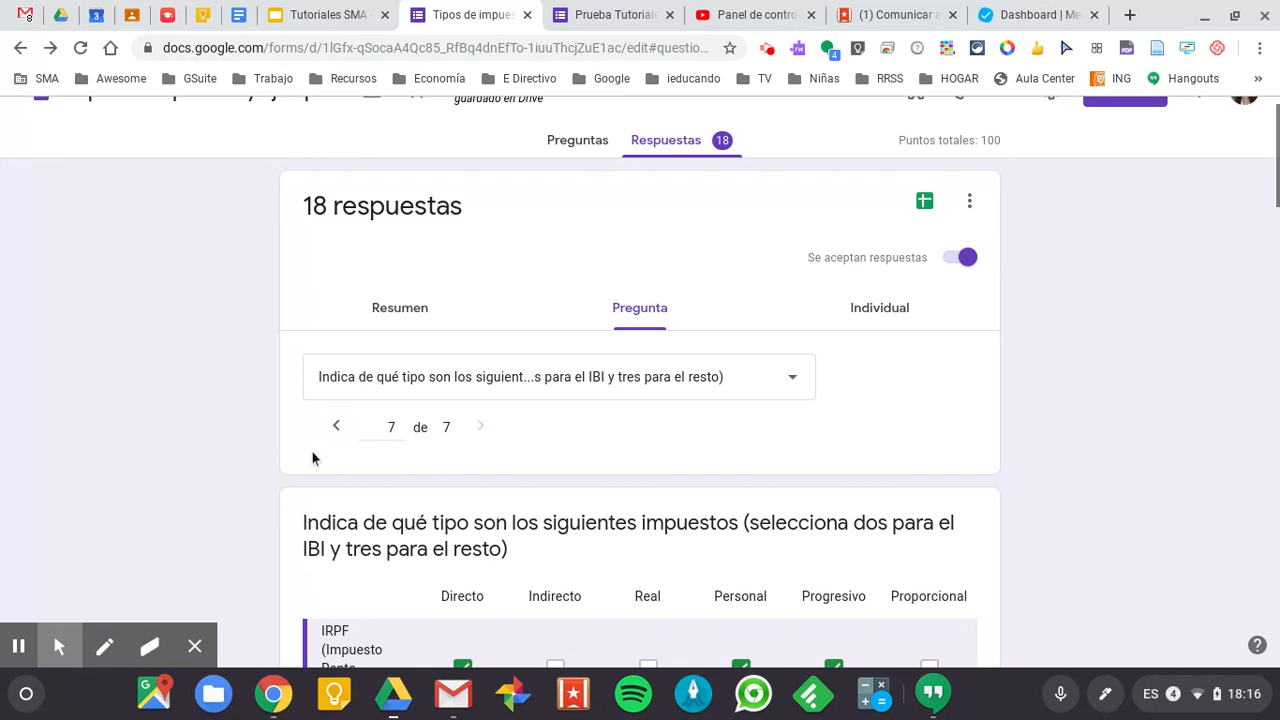 Tutoriales SMA
Tipos de impues
Prueba Tutoriale
Panel de contro
(1) Comunicar a
Dashboard | Me
docs.google.com/forms/d/1lGfx-qSocaA4Qc85_RfBq4dnEfTo-1iuuThcjZuE1ac/edit#questio...
4
SMA
Awesome
GSuite
Trabajo
Recursos
Economía
E Directivo
Google
ieducando
TV
Niñas
RRSS
HOGAR
Aula Center
ING
Hangouts
»
guardado en Drive
Preguntas
Respuestas 18
Puntos totales: 100
18 respuestas
Se aceptan respuestas
Resumen
Pregunta
Individual
Indica de qué tipo son los siguient...s para el IBI y tres para el resto)
7 de 7
Indica de qué tipo son los siguientes impuestos (selecciona dos para el
IBI y tres para el resto)
Directo
Indirecto
Real
Personal
Progresivo
Proporcional
IRPF
(Impuesto
Renta
ES 4 18:16